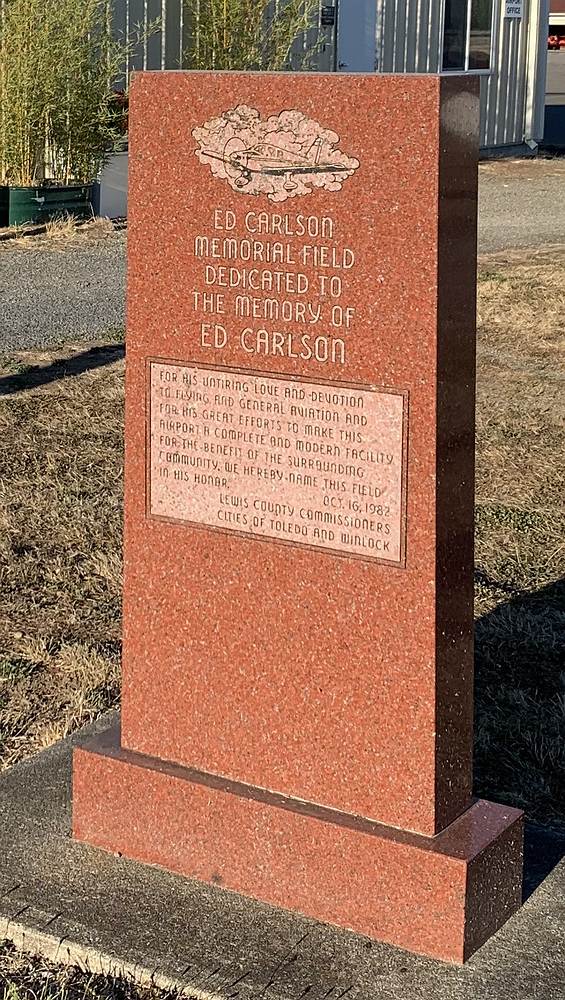 AIRPORT
OFFICE
ED CARLSON
MEMORIAL FIELD
DEDICATED TO
THE MEMORY OF
ED CARLSON
FOR HIS UNTIRING LOVE AND DEVOTION
TO FLYING AND GENERAL AVIATION AND
FOR HIS GREAT EFFORTS TO MAKE THIS
AIRPORT A COMPLETE AND MODERN FACILITY
FOR THE BENEFIT OF THE SURROUNDING
COMMUNITY, WE HEREBY NAME THIS FIELD
IN HIS HONOR. OCT. 16, 1982
LEWIS COUNTY COMMISSIONERS
CITIES OF TOLEDO AND WINLOCK